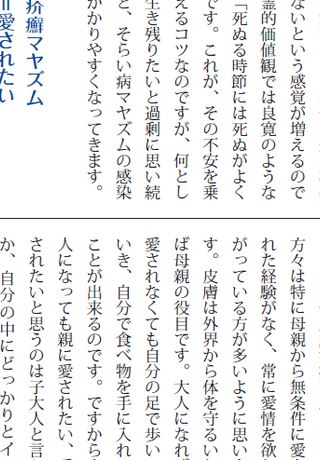 ないという感覚が増えるので
霊的価値観では良寛のような
「死ぬる時節には死ぬがよく
です。これが、その不安を乗
えるコツなのですが、何とし
生き残りたいと過剰に思い続
と、そらい病マヤズムの感染
かかりやすくなってきます。
疥癬マヤズム
＝愛されたい
方々は特に母親から無条件に愛
れた経験がなく、常に愛情を欲
がっている方が多いように思い
す。皮膚は外界から体を守るい
ば母親の役目です。大人になれ
愛されなくても自分の足で歩い
いき、自分で食べ物を手に入れ
ことが出来るのです。ですから
人になっても親に愛されたい、
されたいと思うのは子大人と言
か、自分の中にどっかりとイ